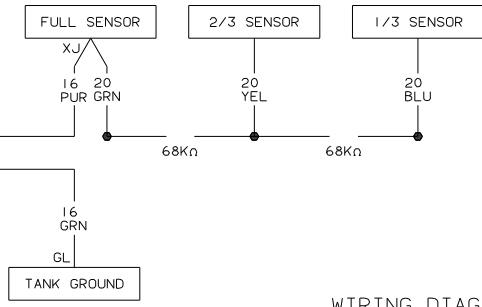 FULL SENSOR
2/3 SENSOR
1/3 SENSOR
XJ
16
PUR
20
GRN
20
YEL
20
BLU
68KΩ
68KΩ
16
GRN
GL
TANK GROUND
WIRING DIAG